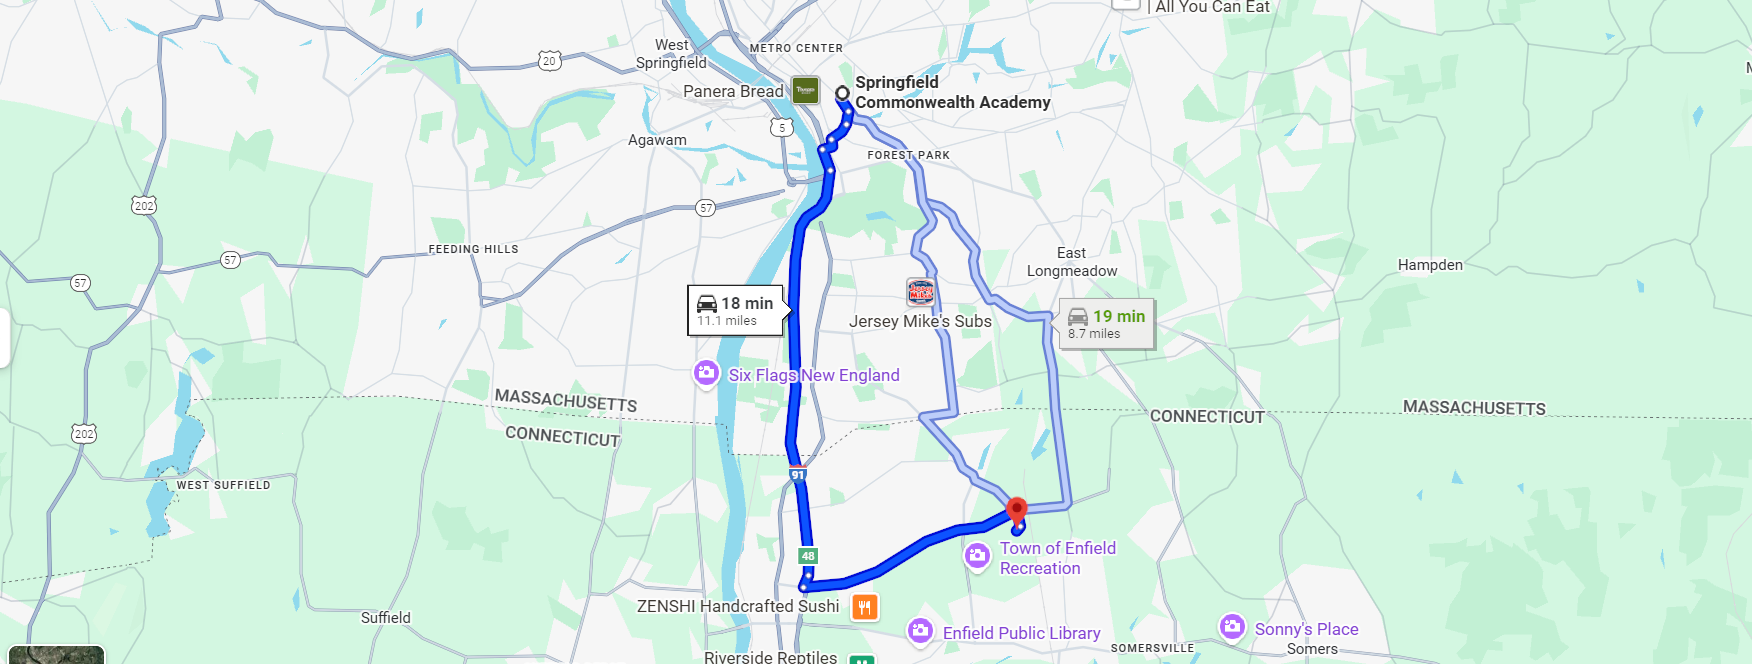 | All You Can Eat
West
Springfield
METRO CENTER
20
Panera Bread
Springfield
Commonwealth Academy
5
Agawam
FOREST PARK
202
57
FEEDING HILLS
57
57
East
Longmeadow
Hampden
18 min
11.1 miles
Jersey Mike's Subs
19 min
8.7 miles
Six Flags New England
MASSACHUSETTS
CONNECTICUT
CONNECTICUT
MASSACHUSETTS
202
91
WEST SUFFIELD
48
Town of Enfield
Recreation
ZENSHI Handcrafted Sushi
Suffield
Enfield Public Library
Sonny's Place
Somers
SOMERSVILLE
Riverside Reptiles